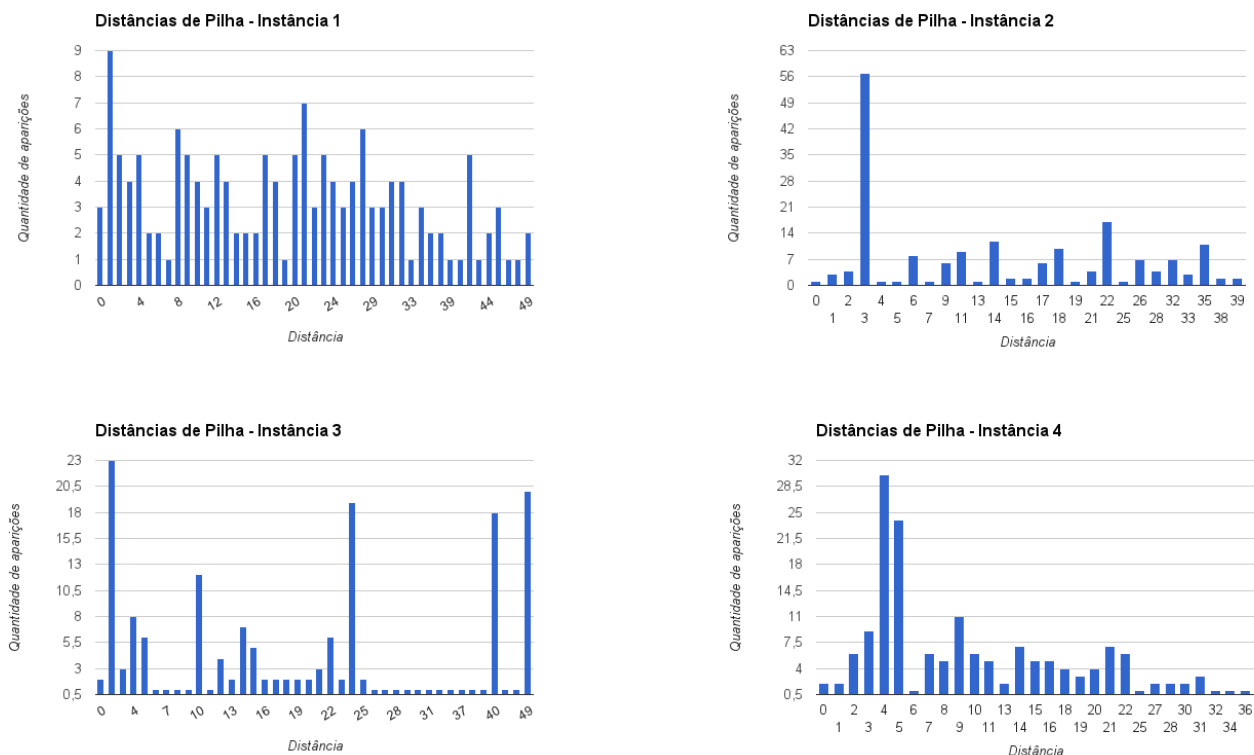 Distâncias de Pilha - Instância 1
Quantidade de aparições
9
8
7
6
5
4
3
2
1
0
0 4 8 12 16 20 24 29 33 39 44 49
Distância
Distâncias de Pilha - Instância 2
Quantidade de aparições
63
56
49
42
35
28
21
14
7
0
0 2 4 6 9 13 15 17 19 22 26 32 35 39
1 3 5 7 11 14 16 18 21 25 28 33 38
Distância
Distâncias de Pilha - Instância 3
Quantidade de aparições
23
20,5
18
15,5
13
10,5
8
5,5
3
0,5
0 4 7 10 13 16 19 22 25 28 31 37 40 49
Distância
Distâncias de Pilha - Instância 4
Quantidade de aparições
32
28,5
25
21,5
18
14,5
11
7,5
4
0,5
0 2 4 6 8 10 13 15 18 20 22 27 30 32 36
1 3 5 7 9 11 14 16 19 21 25 28 31 34
Distância